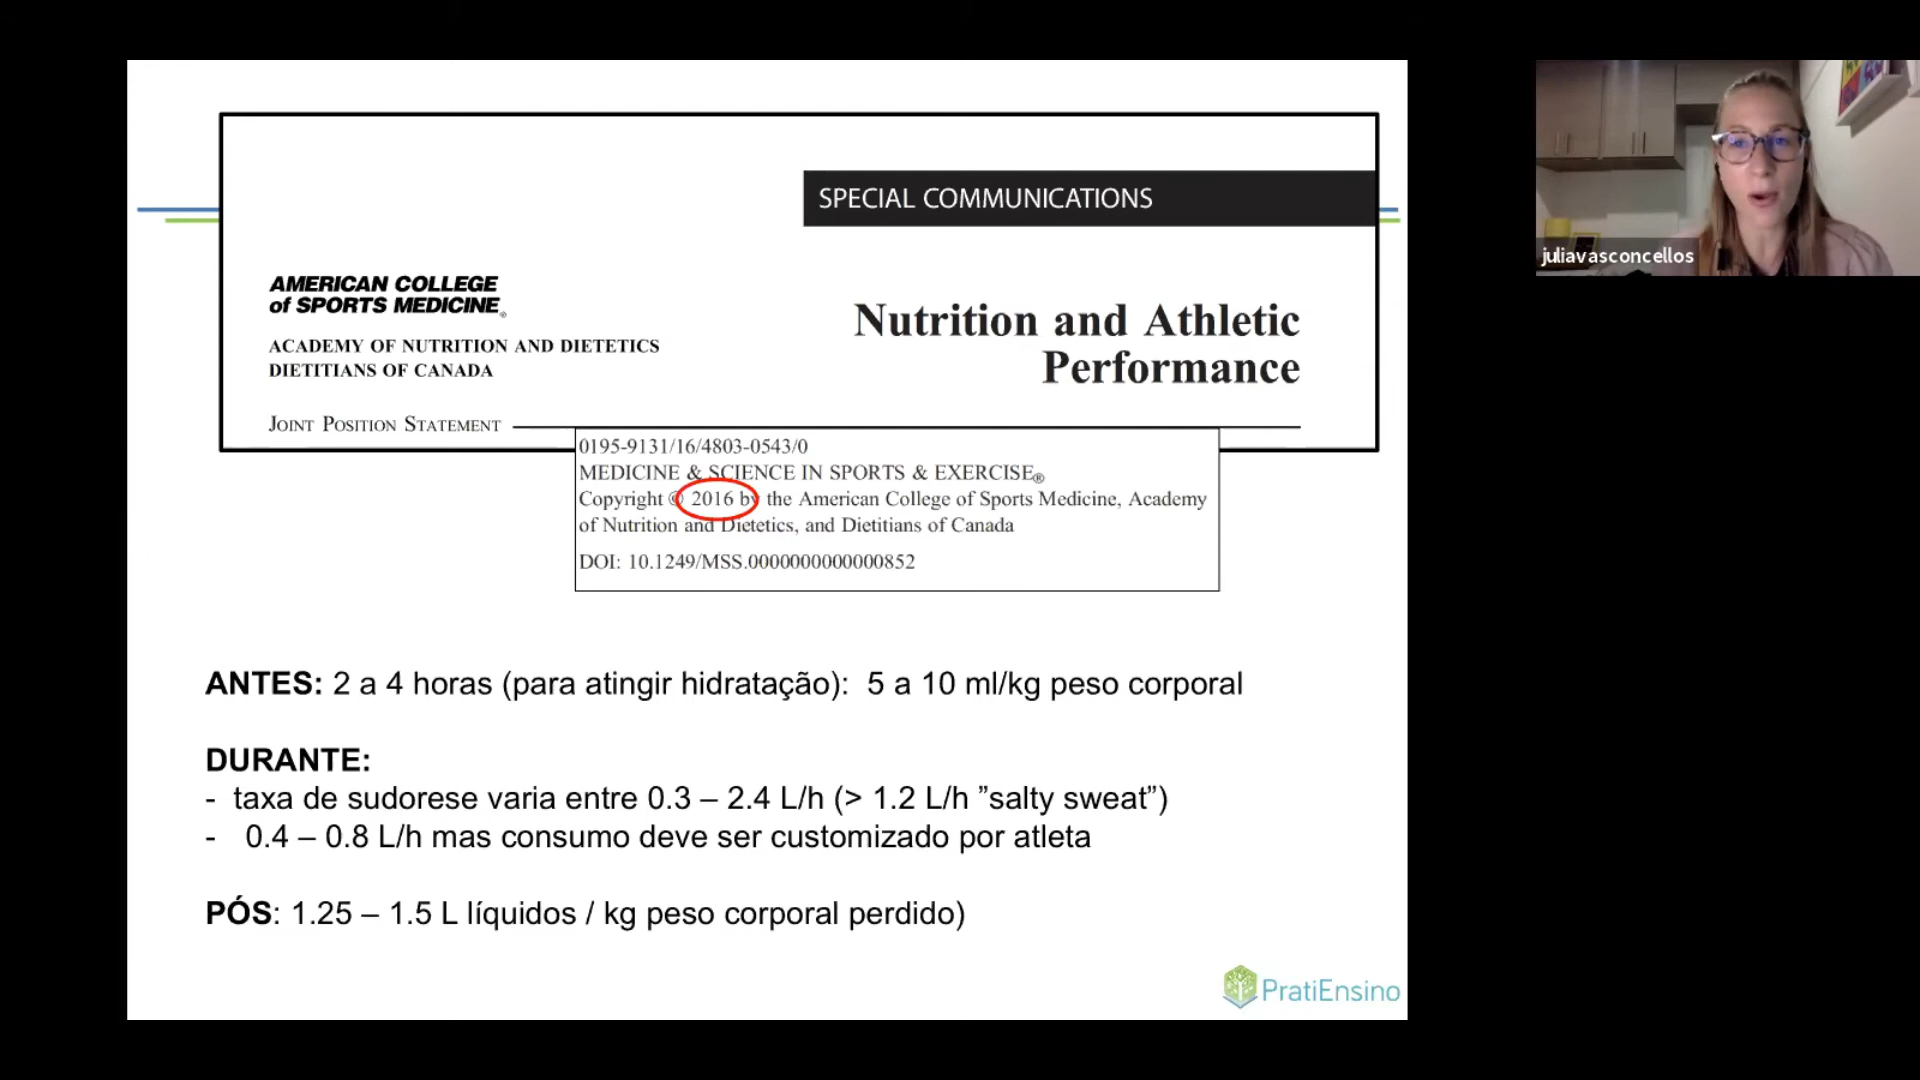 SPECIAL COMMUNICATIONS
AMERICAN COLLEGE
of SPORTS MEDICINE®
ACADEMY OF NUTRITION AND DIETETICS
DIETITIANS OF CANADA
Nutrition and Athletic
Performance
JOINT POSITION STATEMENT
0195-9131/16/4803-0543/0
MEDICINE & SCIENCE IN SPORTS & EXERCISE®
Copyright © 2016 by the American College of Sports Medicine, Academy
of Nutrition and Dietetics, and Dietitians of Canada
DOI: 10.1249/MSS.0000000000000852
ANTES: 2 a 4 horas (para atingir hidratação): 5 a 10 ml/kg peso corporal
DURANTE:
- taxa de sudorese varia entre 0.3 – 2.4 L/h (> 1.2 L/h ”salty sweat”)
- 0.4 – 0.8 L/h mas consumo deve ser customizado por atleta
PÓS: 1.25 – 1.5 L líquidos / kg peso corporal perdido)
PratiEnsino
juliavasconcellos